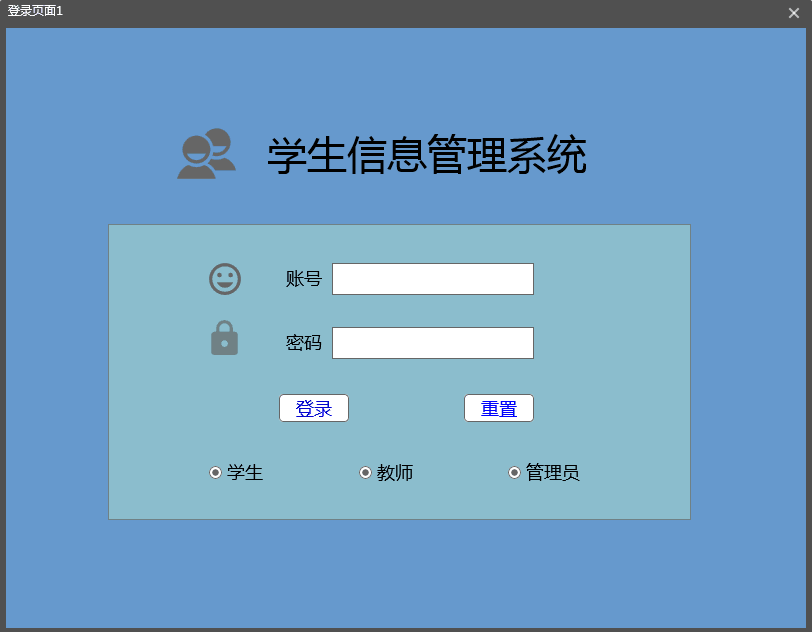 登录页面1
学生信息管理系统
账号
密码
登录 重置
学生 教师 管理员